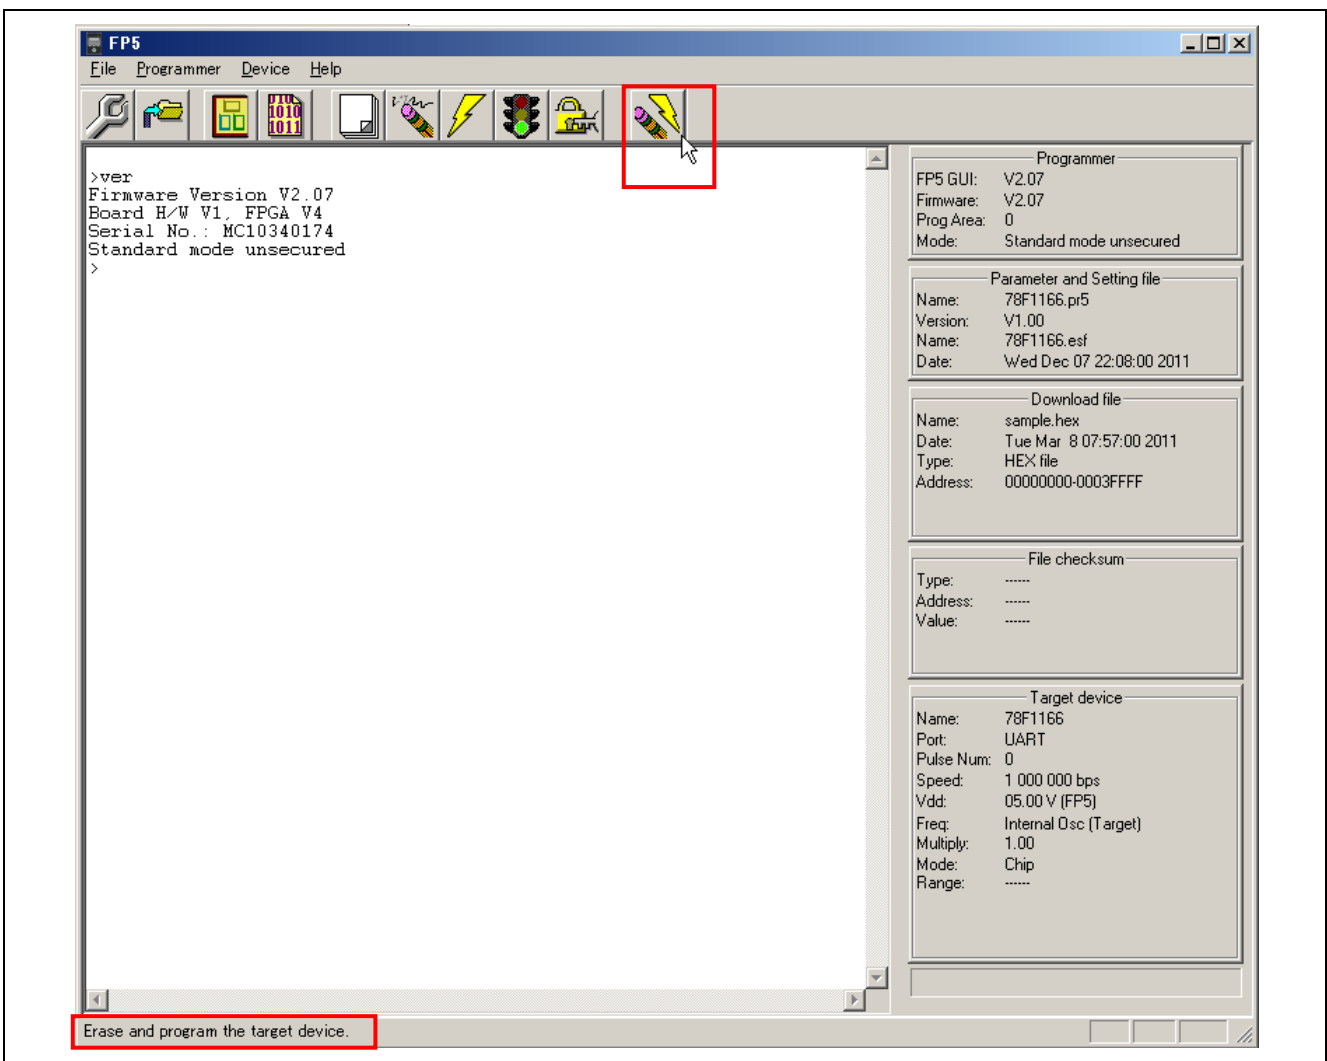 FP5
File Programmer Device Help
010
1010
1011
>ver
Firmware Version V2.07
Board H/W V1, FPGA V4
Serial No.: MC10340174
Standard mode unsecured
>
Programmer
FP5 GUI: V2.07
Firmware: V2.07
Prog Area: 0
Mode: Standard mode unsecured
Parameter and Setting file
Name: 78F1166.pr5
Version: V1.00
Name: 78F1166.esf
Date: Wed Dec 07 22:08:00 2011
Download file
Name: sample.hex
Date: Tue Mar 8 07:57:00 2011
Type: HEX file
Address: 00000000-0003FFFF
File checksum
Type: ------
Address: ------
Value: ------
Target device
Name: 78F1166
Port: UART
Pulse Num: 0
Speed: 1 000 000 bps
Vdd: 05.00 V (FP5)
Freq: Internal Osc (Target)
Multiply: 1.00
Mode: Chip
Range: ------
Erase and program the target device.